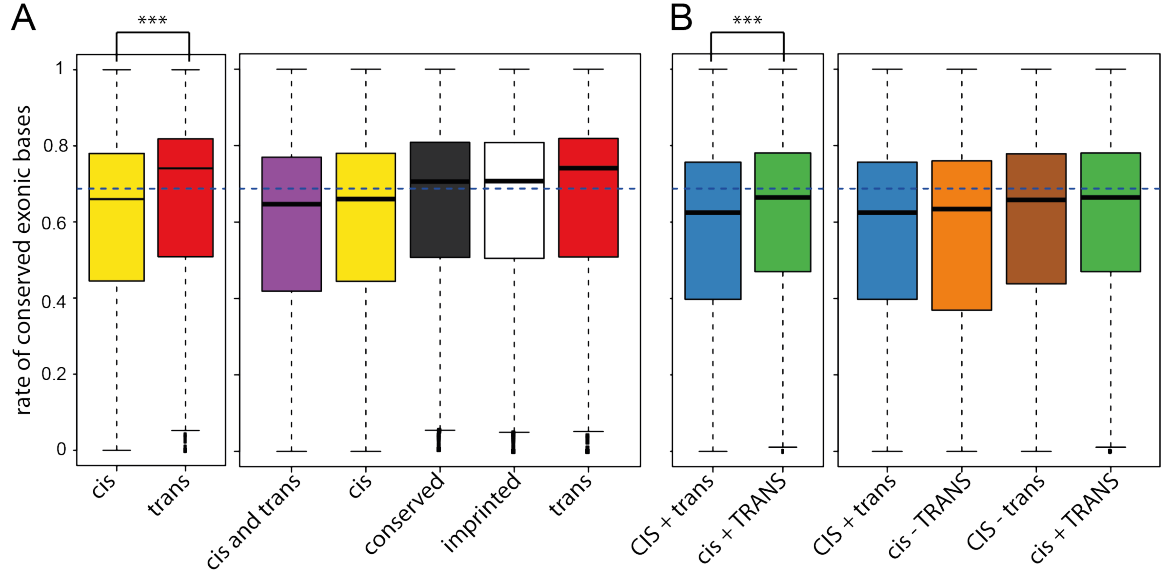 A
B
***
***
rate of conserved exonic bases
1
0.8
0.6
0.4
0.2
0
cis
trans
cis and trans
cis
conserved
imprinted
trans
CIS + trans
cis + TRANS
CIS + trans
cis - TRANS
CIS - trans
cis + TRANS